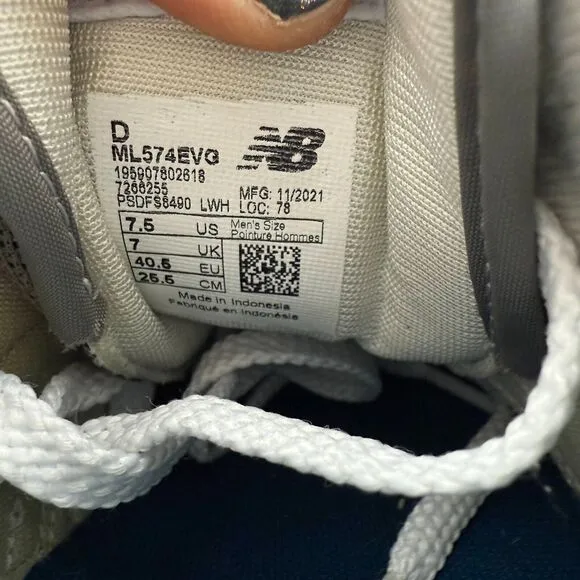 D
ML574EVG
NB
195907802618
7266255
MFG: 11/2021
PSDFS6490 LWH LOC: 78
7.5 US Men's Size
Pointure Hommes
7 UK
40.5 EU
25.5 CM
Made in Indonesia
Fabriqué en Indonésie